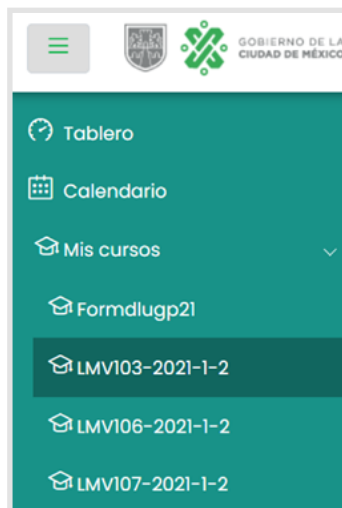 GOBIERNO DE LA
CIUDAD DE MÉXICO
Tablero
Calendario
Mis cursos
Formdlugp21
LMV103-2021-1-2
LMV106-2021-1-2
LMV107-2021-1-2